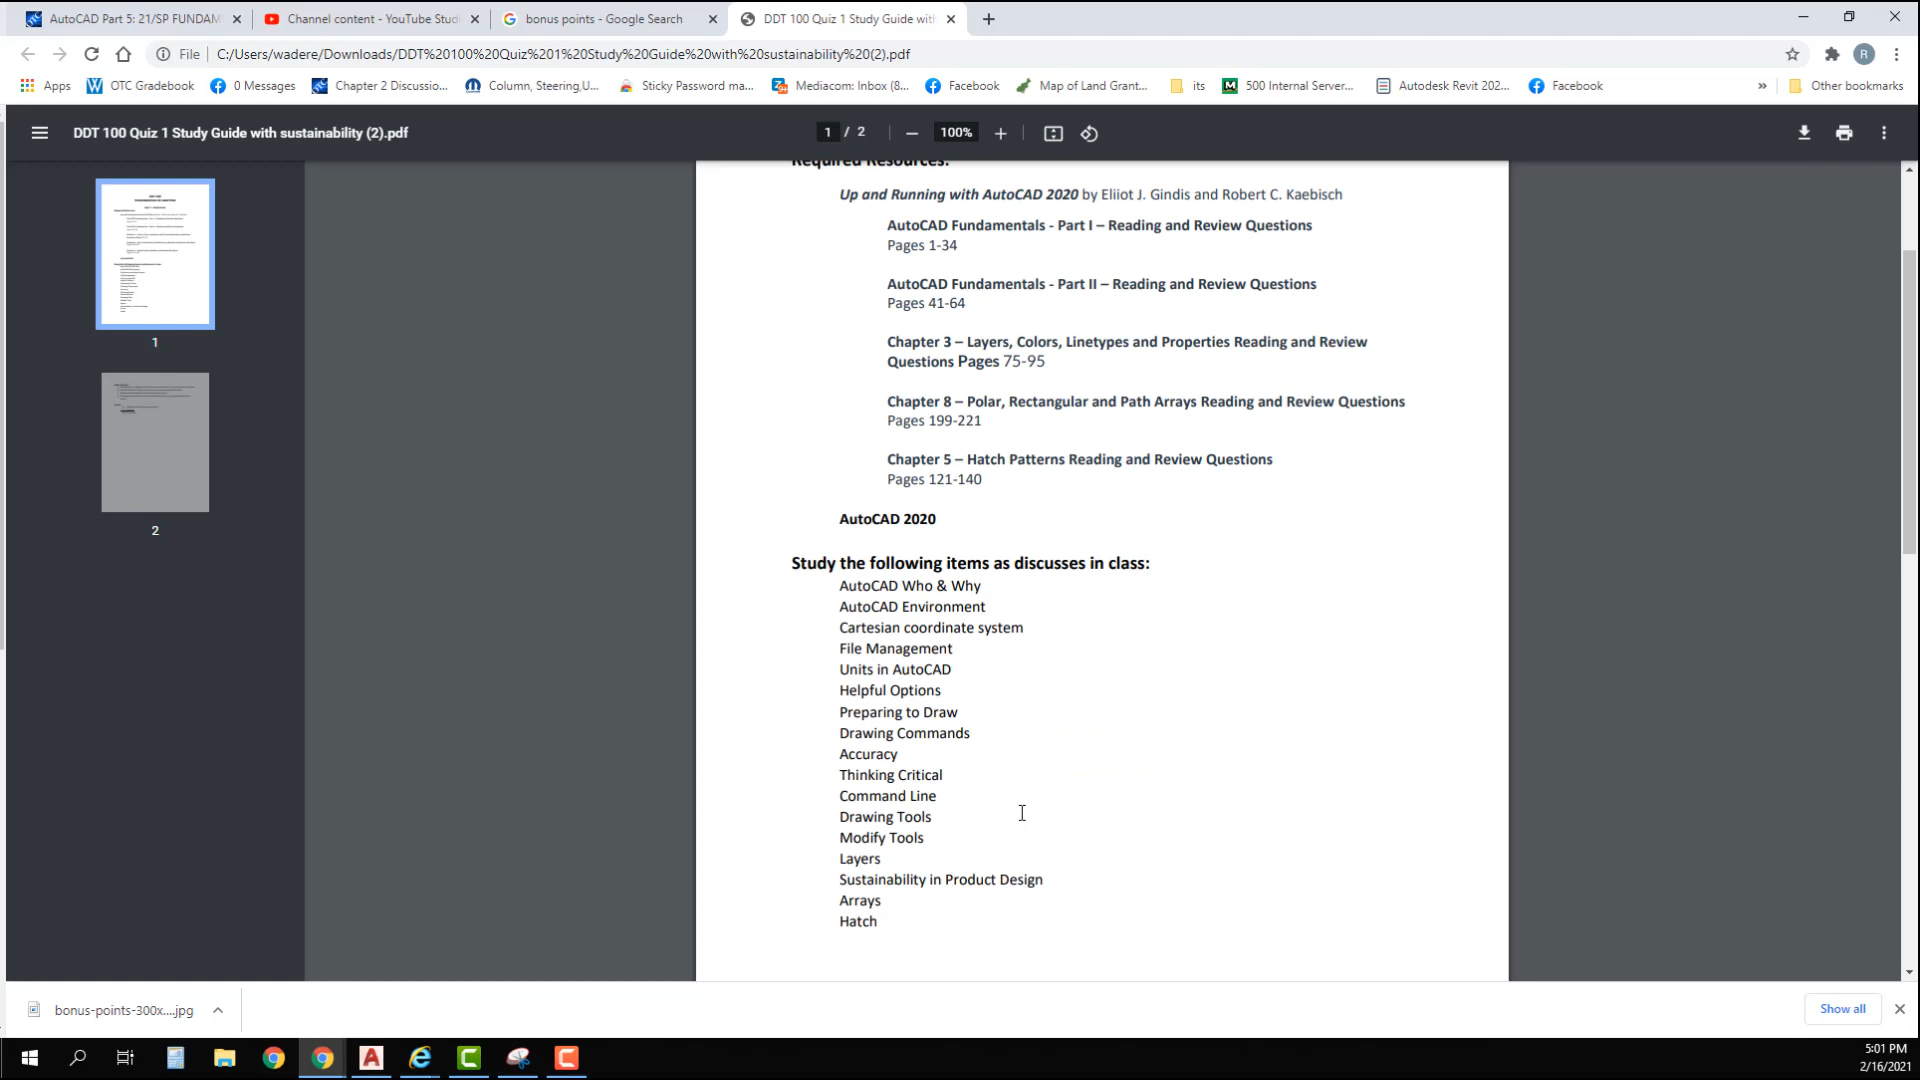 AutoCAD Part 5: 21/SP FUNDAM
Channel content - YouTube Stud
bonus points - Google Search
DDT 100 Quiz 1 Study Guide with
File
C:/Users/wadere/Downloads/DDT%20100%20Quiz%201%20Study%20Guide%20with%20sustainability%20(2).pdf
R
Apps
OTC Gradebook
0 Messages
Chapter 2 Discussio...
Column, Steering,U...
Sticky Password ma...
Mediacom: Inbox (8...
Facebook
Map of Land Grant...
its
500 Internal Server...
Autodesk Revit 202...
Facebook
»
Other bookmarks
DDT 100 Quiz 1 Study Guide with sustainability (2).pdf
1 / 2
100%
1
2
Required Resources:
Up and Running with AutoCAD 2020 by Eliiot J. Gindis and Robert C. Kaebisch
AutoCAD Fundamentals - Part I – Reading and Review Questions
Pages 1-34
AutoCAD Fundamentals - Part II – Reading and Review Questions
Pages 41-64
Chapter 3 – Layers, Colors, Linetypes and Properties Reading and Review
Questions Pages 75-95
Chapter 8 – Polar, Rectangular and Path Arrays Reading and Review Questions
Pages 199-221
Chapter 5 – Hatch Patterns Reading and Review Questions
Pages 121-140
AutoCAD 2020
Study the following items as discusses in class:
AutoCAD Who & Why
AutoCAD Environment
Cartesian coordinate system
File Management
Units in AutoCAD
Helpful Options
Preparing to Draw
Drawing Commands
Accuracy
Thinking Critical
Command Line
Drawing Tools
Modify Tools
Layers
Sustainability in Product Design
Arrays
Hatch
bonus-points-300x....jpg
Show all
5:01 PM
2/16/2021